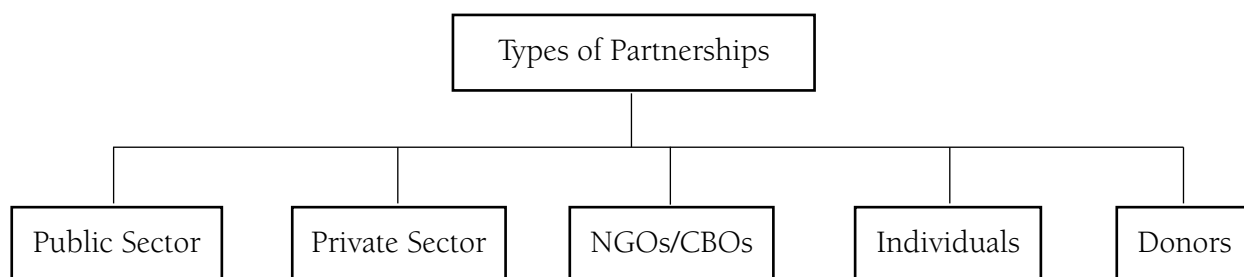 Types of Partnerships
Public Sector
Private Sector
NGOs/CBOs
Individuals
Donors